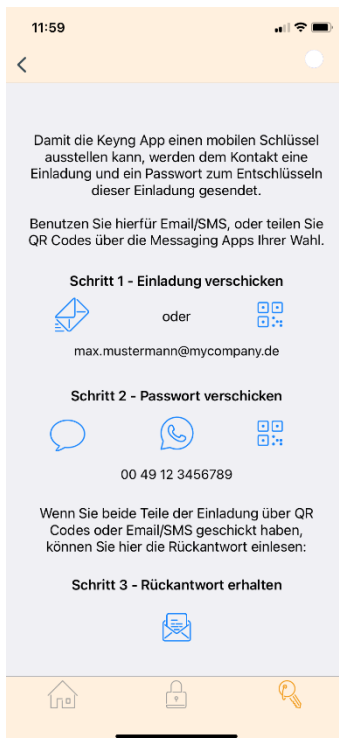 11:59
Damit die Keyng App einen mobilen Schlüssel
ausstellen kann, werden dem Kontakt eine
Einladung und ein Passwort zum Entschlüsseln
dieser Einladung gesendet.
Benutzen Sie hierfür Email/SMS, oder teilen Sie
QR Codes über die Messaging Apps Ihrer Wahl.
Schritt 1 - Einladung verschicken
oder
max.mustermann@mycompany.de
Schritt 2 - Passwort verschicken
00 49 12 3456789
Wenn Sie beide Teile der Einladung über QR
Codes oder Email/SMS geschickt haben,
können Sie hier die Rückantwort einlesen:
Schritt 3 - Rückantwort erhalten